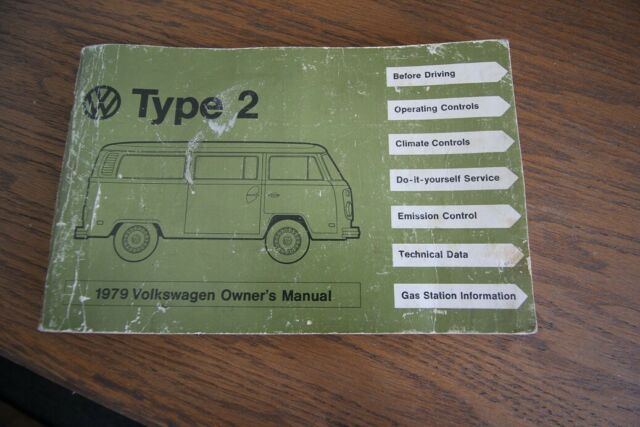 Type 2
1979 Volkswagen Owner's Manual
Before Driving
Operating Controls
Climate Controls
Do-it-yourself Service
Emission Control
Technical Data
Gas Station Information